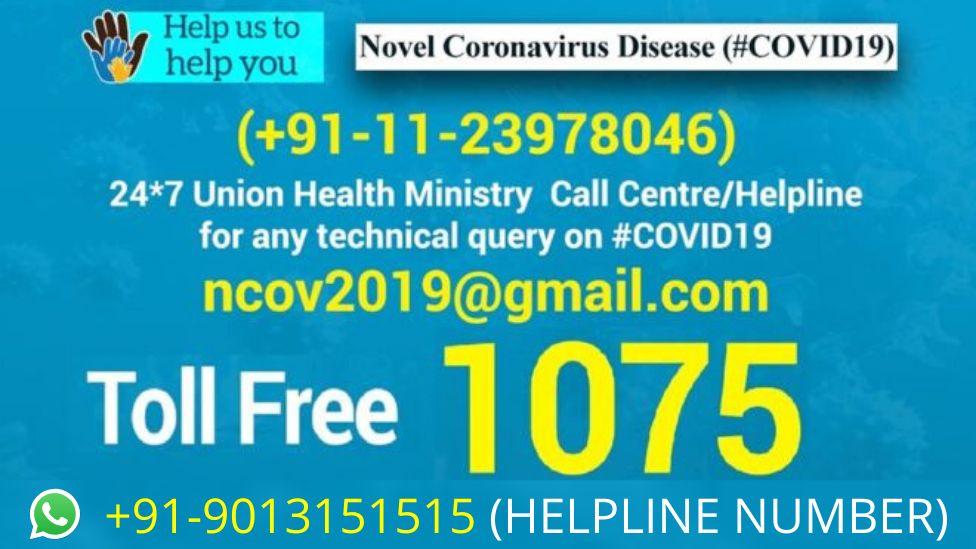 Help us to
help you
Novel Coronavirus Disease (#COVID19)
(+91-11-23978046)
24*7 Union Health Ministry Call Centre/Helpline
for any technical query on #COVID19
ncov2019@gmail.com
Toll Free 1075
+91-9013151515 (HELPLINE NUMBER)